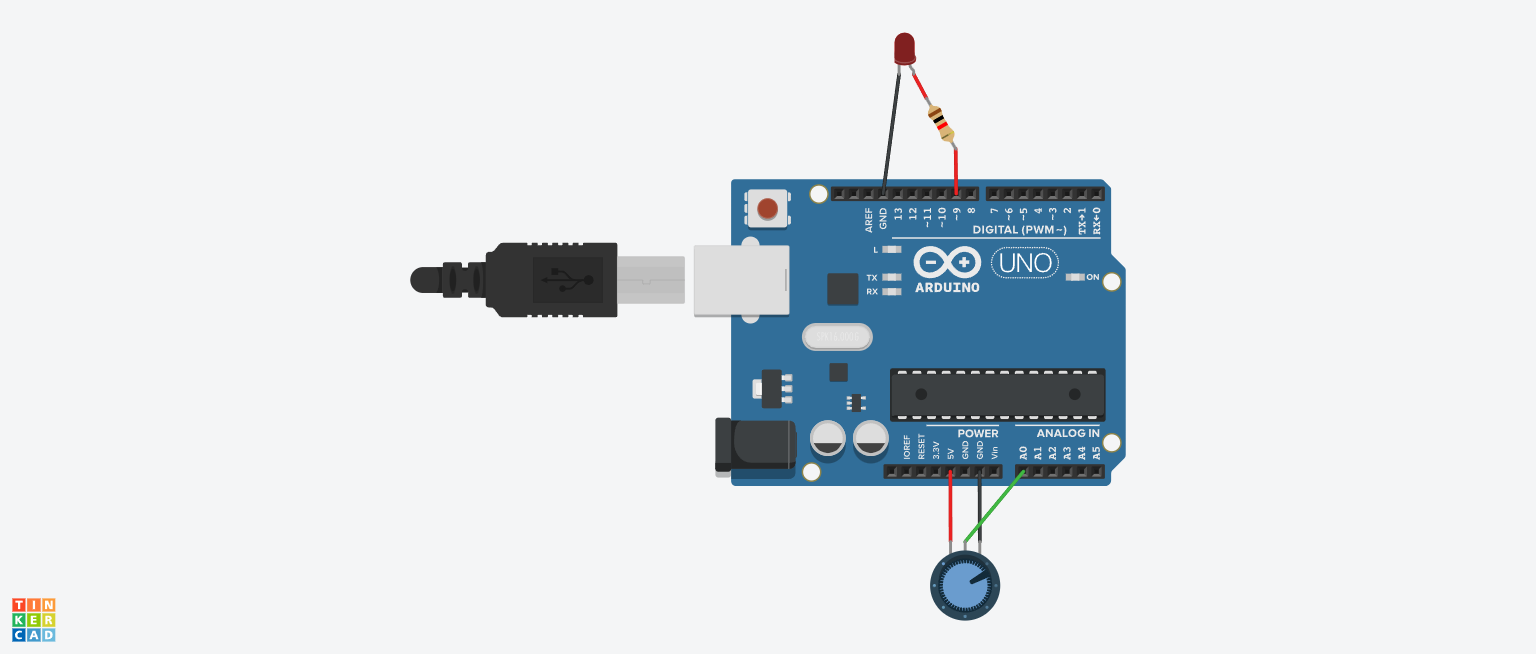 AREF
GND
13
12
~11
~10
~9
8
7
~6
~5
4
~3
2
TX→1
RX←0
DIGITAL (PWM~)
L
TX
RX
ARDUINO
UNO
ON
POWER
ANALOG IN
IOREF
RESET
3.3V
5V
GND
GND
Vin
A0
A1
A2
A3
A4
A5
TIN
KER
CAD